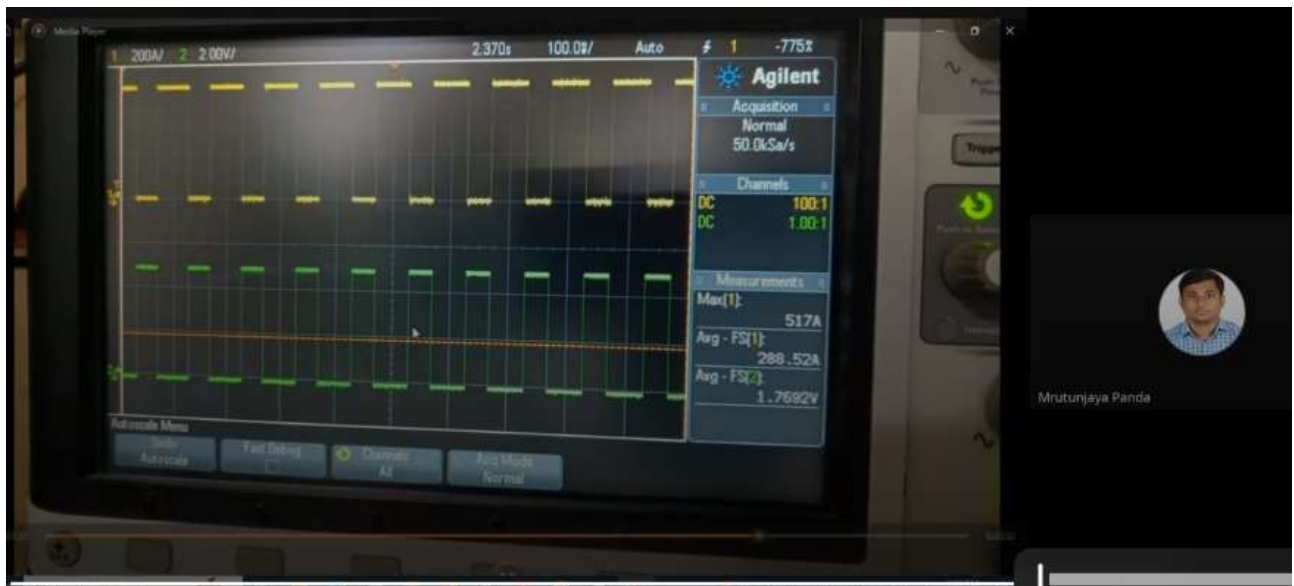 Media Player
1 200A/ 2 2.00V/ 2.370s 100.0▮/ Auto 1 -775▮
Agilent
Acquisition
Normal
50.0kSa/s
Channels
DC 100:1
DC 1.00:1
Measurements
Max(1):
517A
Avg - FS(1):
288.52A
Avg - FS(2):
1.7692V
Autoscale Menu
Autoscale
Fast Debug
Channels
All
Acq Mode
Normal
Trigger
Mrutunjaya Panda